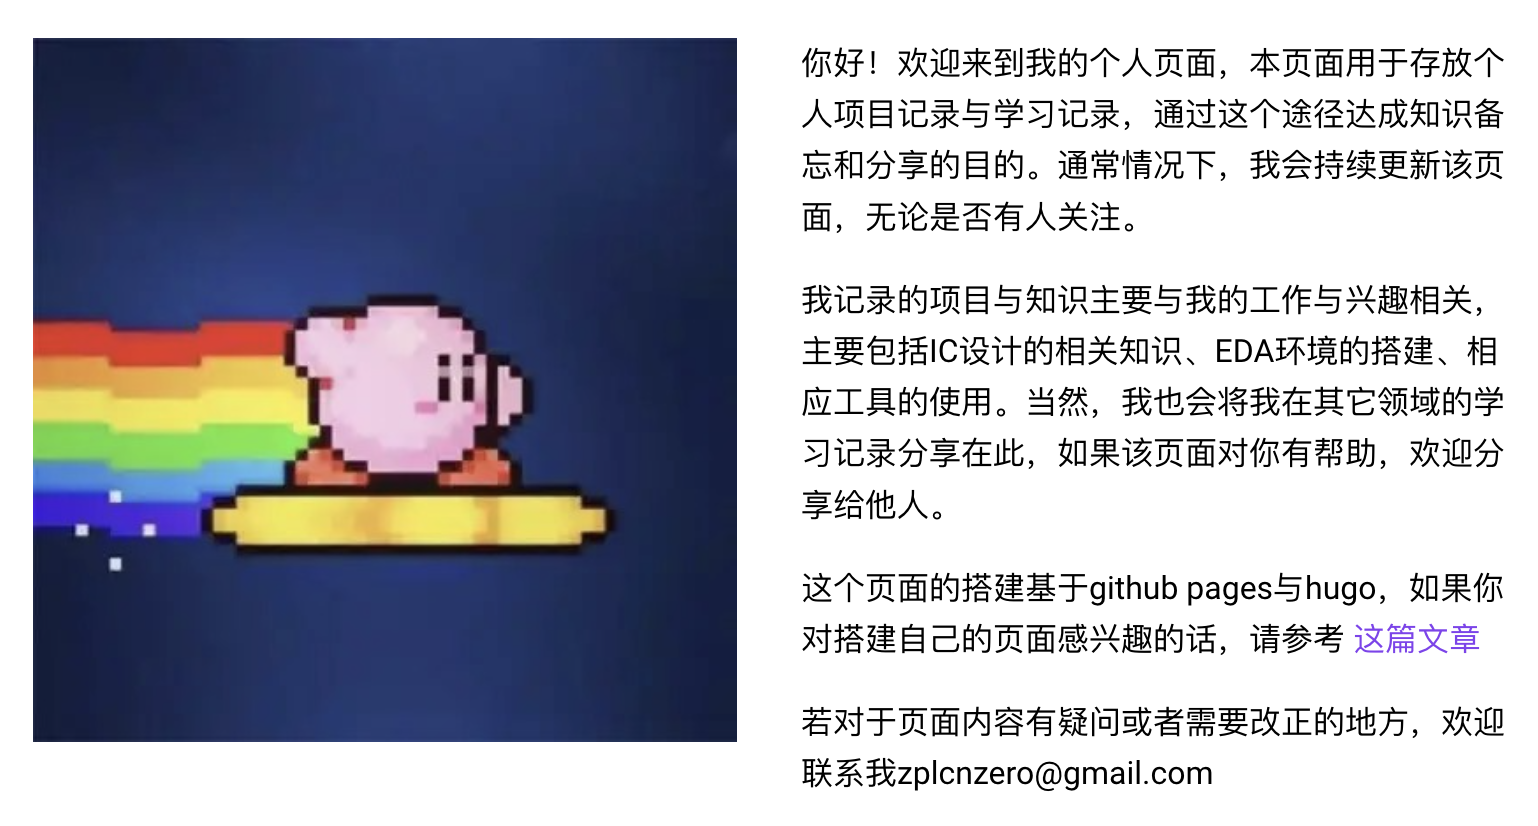 你好！欢迎来到我的个人页面，本页面用于存放个
人项目记录与学习记录，通过这个途径达成知识备
忘和分享的目的。通常情况下，我会持续更新该页
面，无论是否有人关注。
我记录的项目与知识主要与我的工作与兴趣相关，
主要包括IC设计的相关知识、EDA环境的搭建、相
应工具的使用。当然，我也会将我在其它领域的学
习记录分享在此，如果该页面对你有帮助，欢迎分
享给他人。
这个页面的搭建基于github pages与hugo，如果你
对搭建自己的页面感兴趣的话，请参考 这篇文章
若对于页面内容有疑问或者需要改正的地方，欢迎
联系我zplcnzero@gmail.com